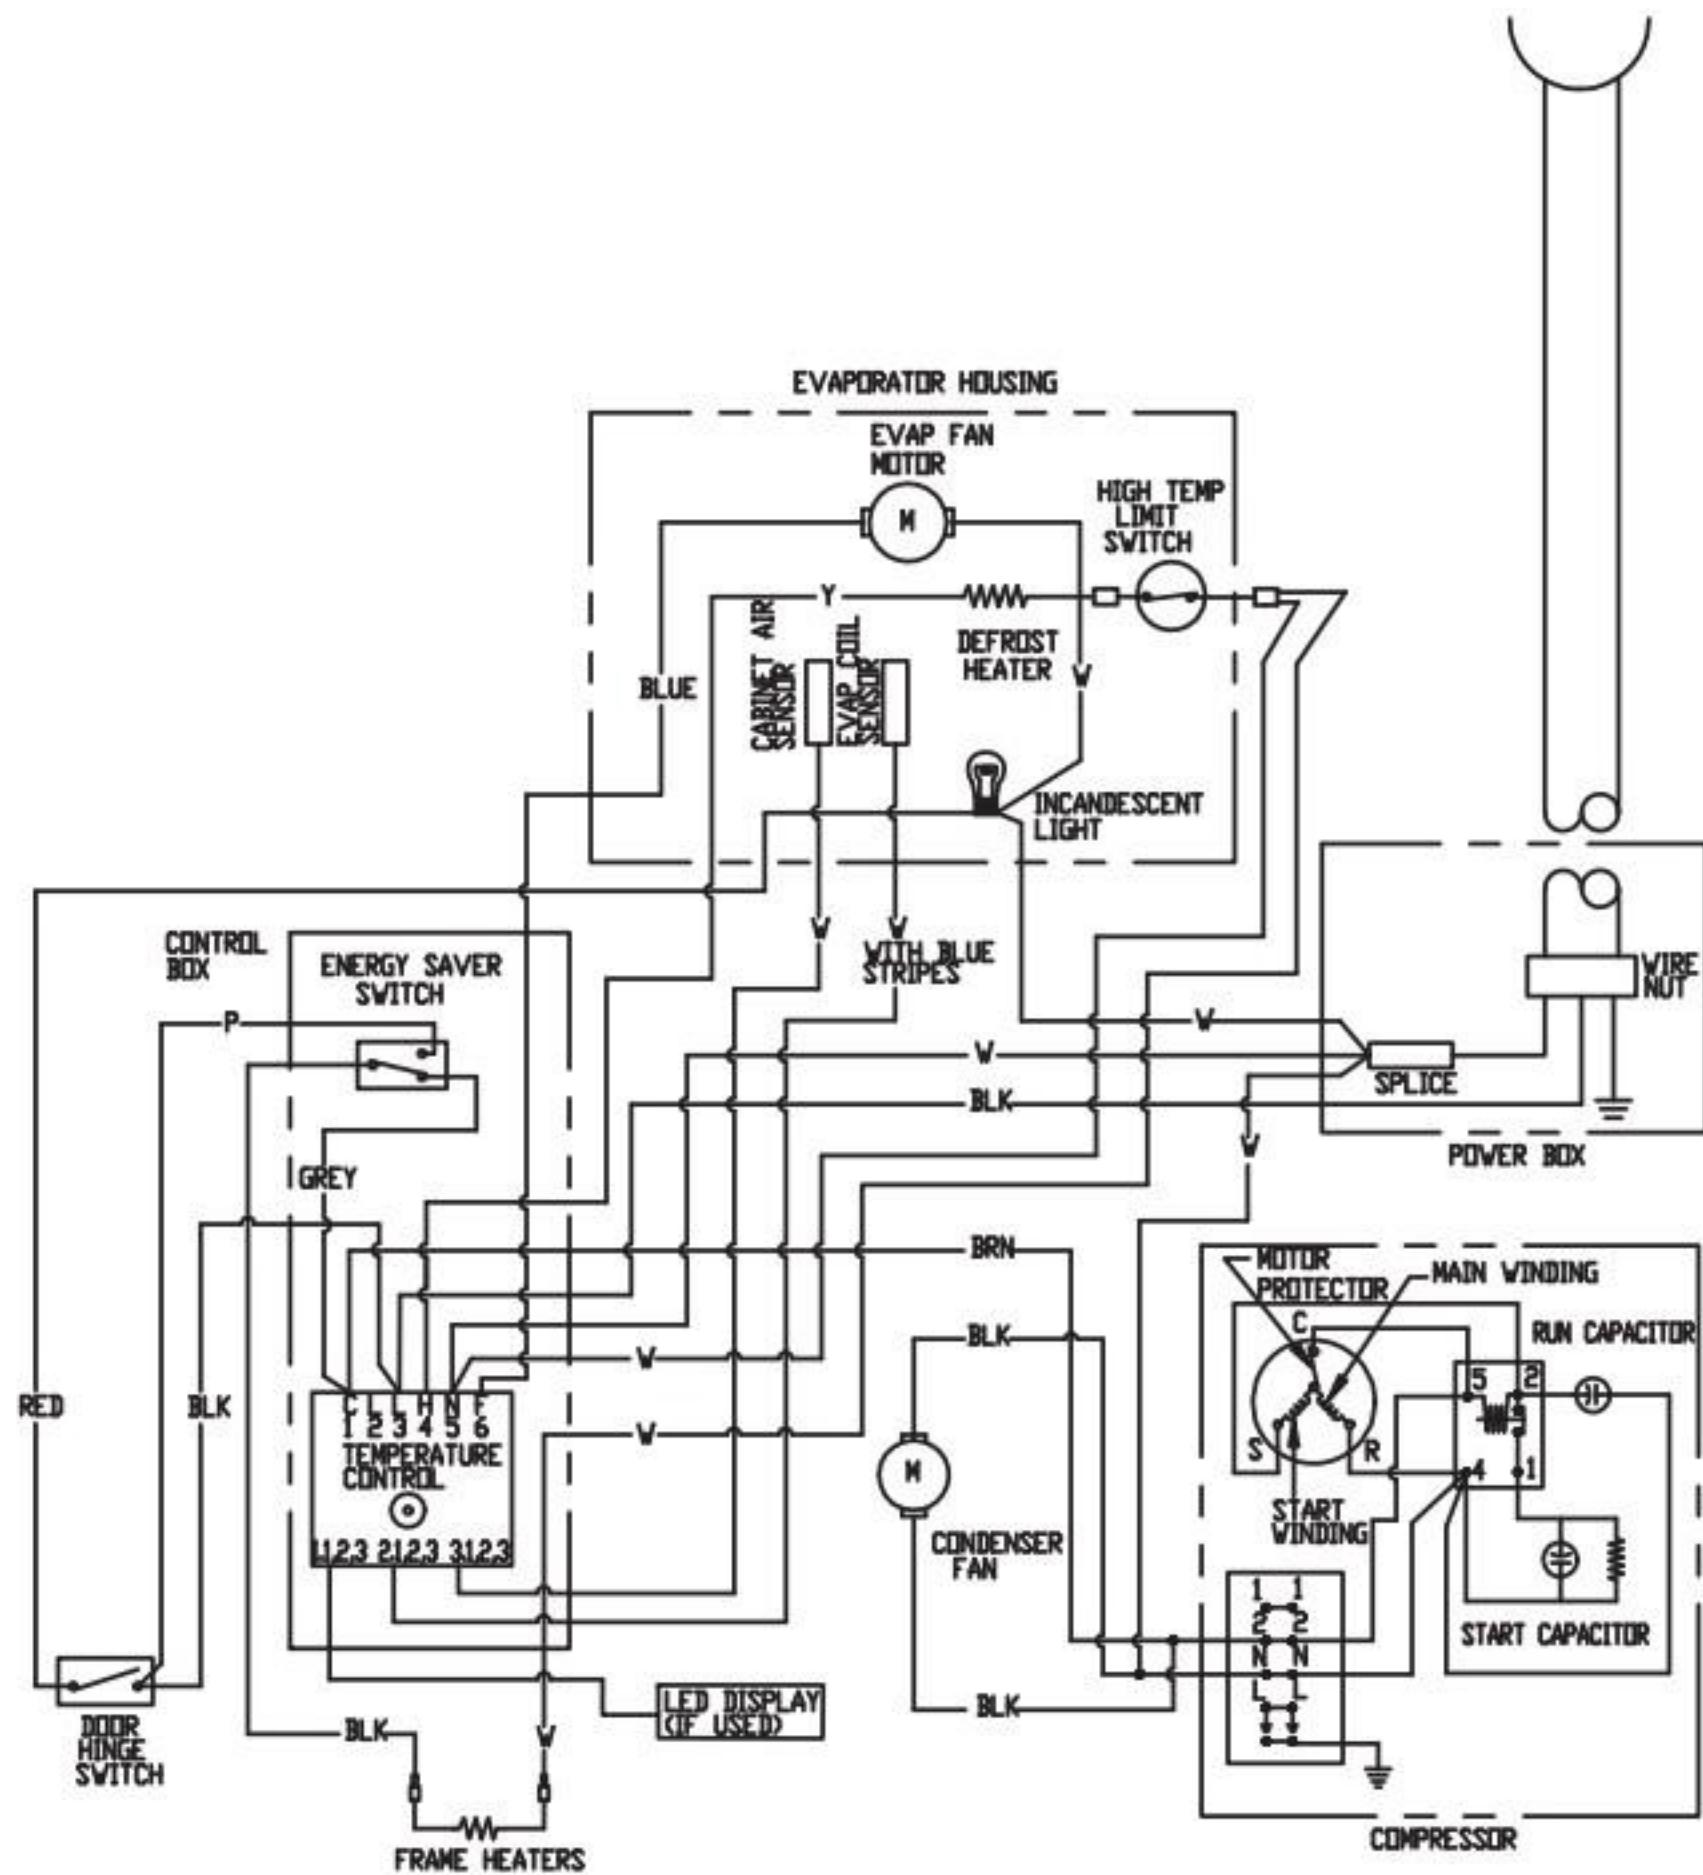 EVAPORATOR HOUSING
EVAP FAN
MOTOR
M
HIGH TEMP
LIMIT
SWITCH
Y
DEFROST
HEATER
W
BLUE
CABINET AIR
SENSOR
EVAP COIL
SENSOR
INCANDESCENT
LIGHT
W
W
WITH BLUE
STRIPES
CONTROL
BOX
ENERGY SAVER
SWITCH
P
WIRE
NUT
W
W
SPLICE
BLK
W
POWER BOX
GREY
BRN
MOTOR
PROTECTOR
MAIN WINDING
C
BLK
RUN CAPACITOR
W
5 2
RED
BLK
C L L H N F
1 2 3 4 5 6
TEMPERATURE
CONTROL
W
S R
4 1
M
START
WINDING
CONDENSER
FAN
1.1,2,3 2.1,2,3 3.1,2,3
1 1
2 2
N N
L L
START CAPACITOR
BLK
LED DISPLAY
(IF USED)
DOOR
HINGE
SWITCH
BLK
W
FRAME HEATERS
COMPRESSOR